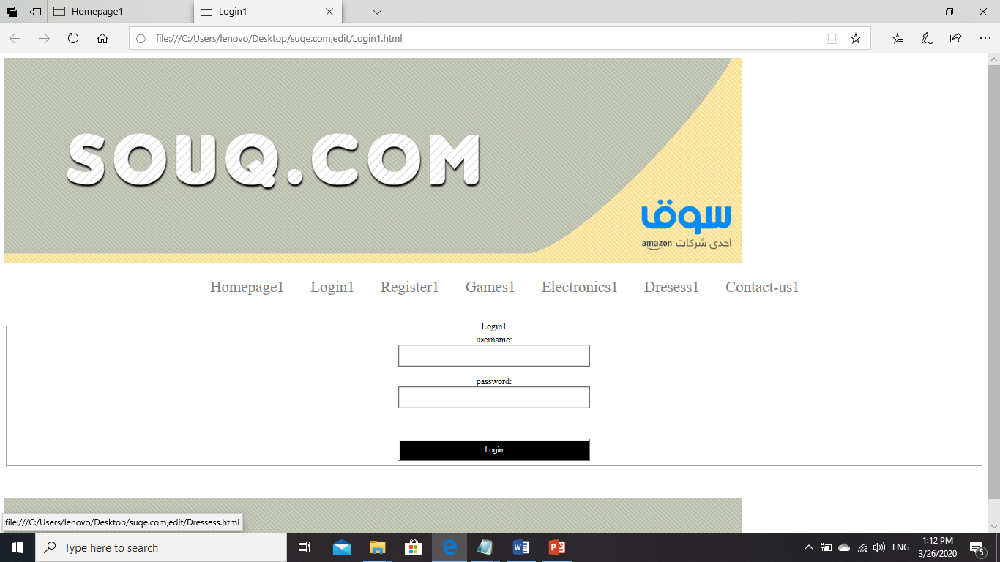 Homepage1
Login1
file:///C:/Users/lenovo/Desktop/suqe.com,edit/Login1.html
SOUQ.COM
سوق
احدى شركات amazon
Homepage1 Login1 Register1 Games1 Electronics1 Dresess1 Contact-us1
Login1
username:
password:
Login
file:///C:/Users/lenovo/Desktop/suqe.com,edit/Dressess.html
Type here to search
ENG
1:12 PM
3/26/2020
5